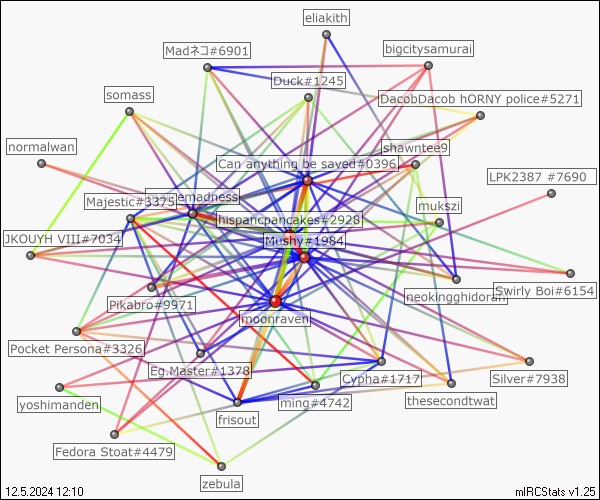 eliakith
Madネコ#6901
bigcitysamurai
Duck#1245
somass
DacobDacob hORNY police#5271
normalwan
shawntee9
Can anything be saved#0396
LPK2387 #7690
Majestic#3375
emadness
mukszi
hispancpancakes#2928
JKOUYH VIII#7034
Mushy#1984
Pikabro#9971
neokingghidorah
Swirly Boi#6154
moonraven
Pocket Persona#3326
Eg.Master#1378
Cypha#1717
Silver#7938
yoshimanden
ming#4742
thesecondtwat
frisout
Fedora Stoat#4479
zebula
12.5.2024 12:10
mIRCStats v1.25